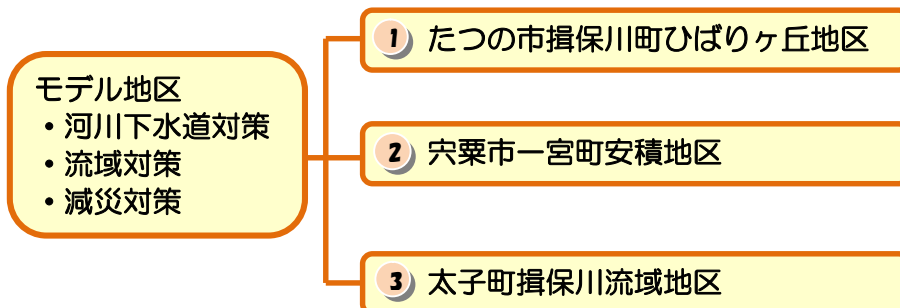 モデル地区
・河川下水道対策
・流域対策
・減災対策
1 たつの市揖保川町ひばりヶ丘地区
2 宍粟市一宮町安積地区
3 太子町揖保川流域地区